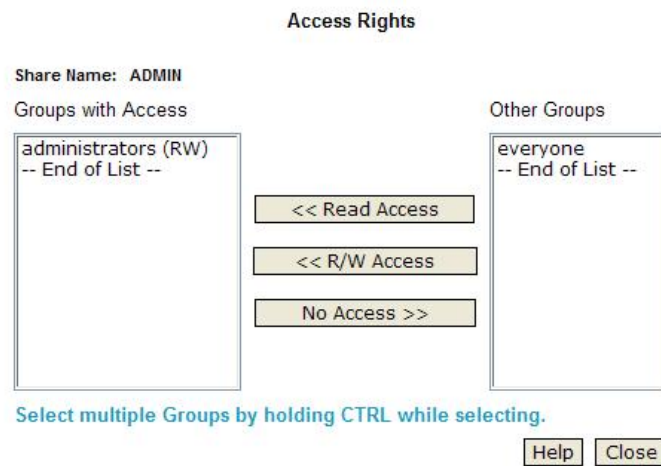 Access Rights
Share Name: ADMIN
Groups with Access
administrators (RW)
-- End of List --
<< Read Access
<< R/W Access
No Access >>
Other Groups
everyone
-- End of List --
Select multiple Groups by holding CTRL while selecting.
Help
Close